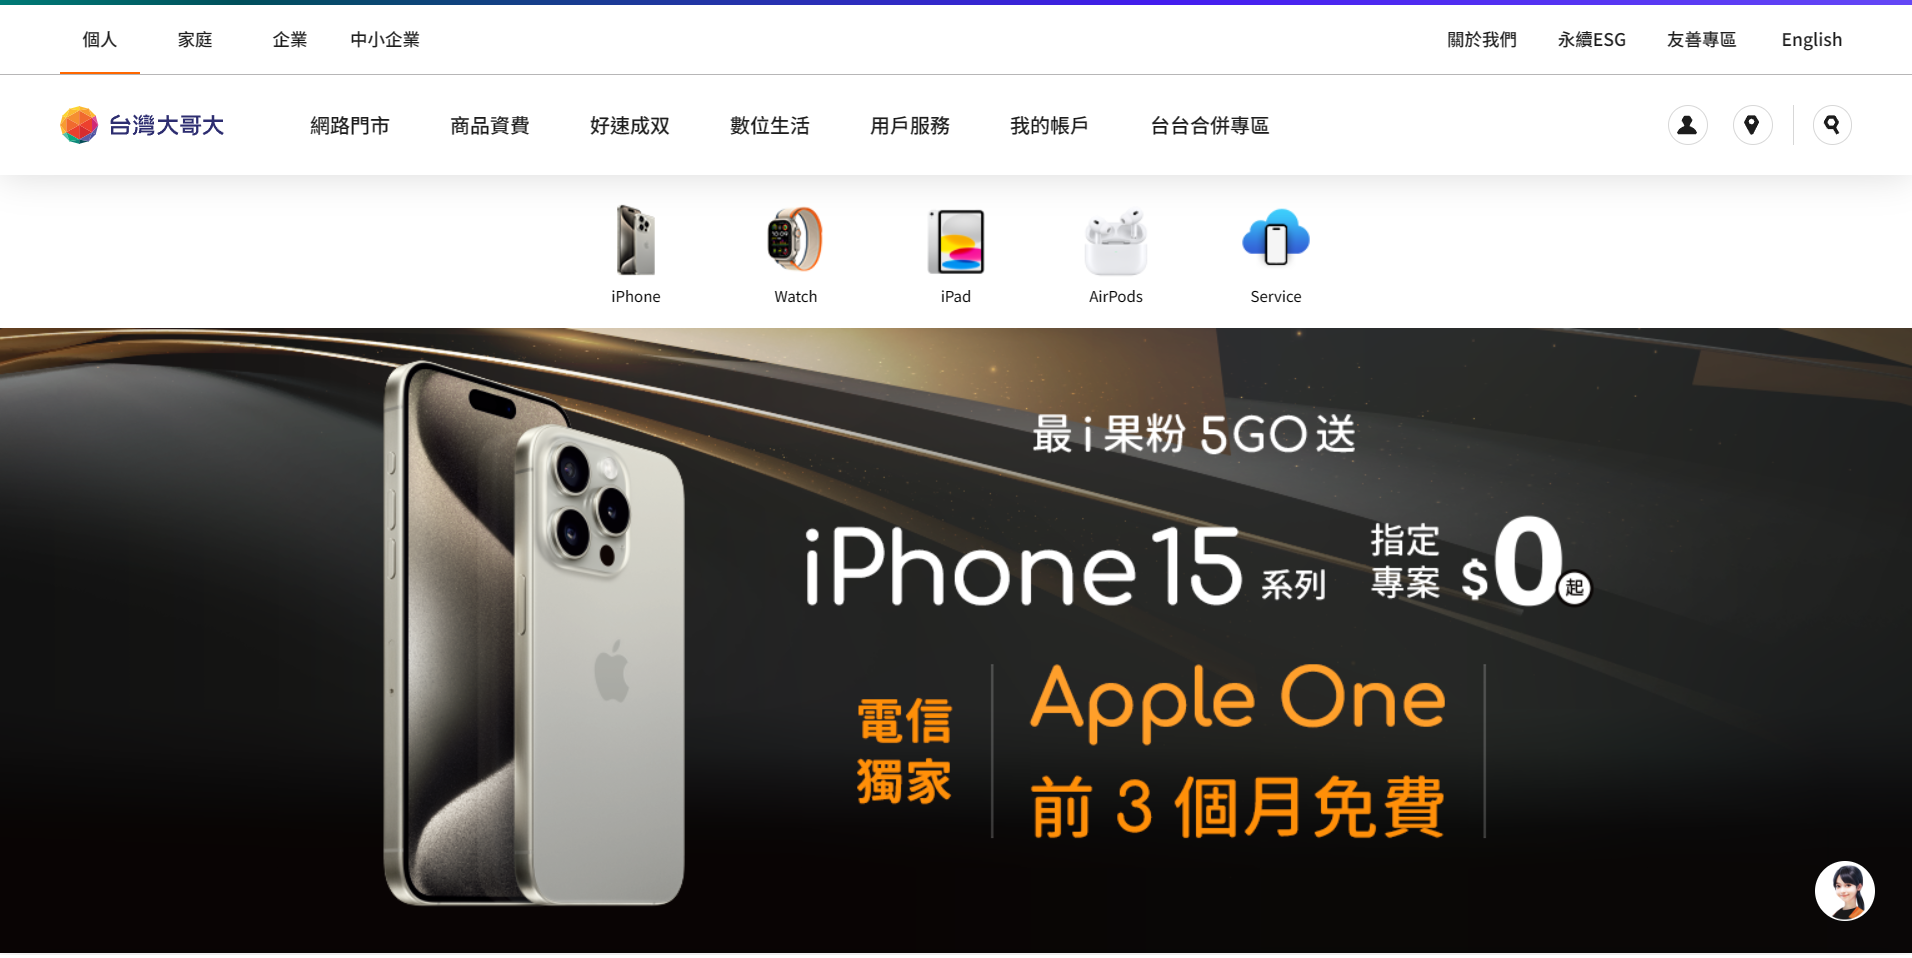 個人 家庭 企業 中小企業 關於我們 永續ESG 友善專區 English
台灣大哥大 網路門市 商品資費 好速成双 數位生活 用戶服務 我的帳戶 台台合併專區
iPhone Watch iPad AirPods Service
最i果粉 5GO送
iPhone 15 系列 指定專案 $0起
電信獨家
Apple One
前 3 個月免費